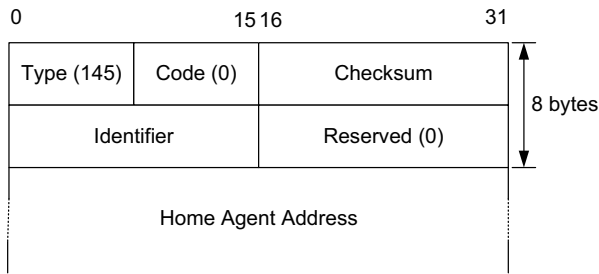 0 15 16 31
Type (145) Code (0) Checksum
8 bytes
Identifier Reserved (0)
Home Agent Address